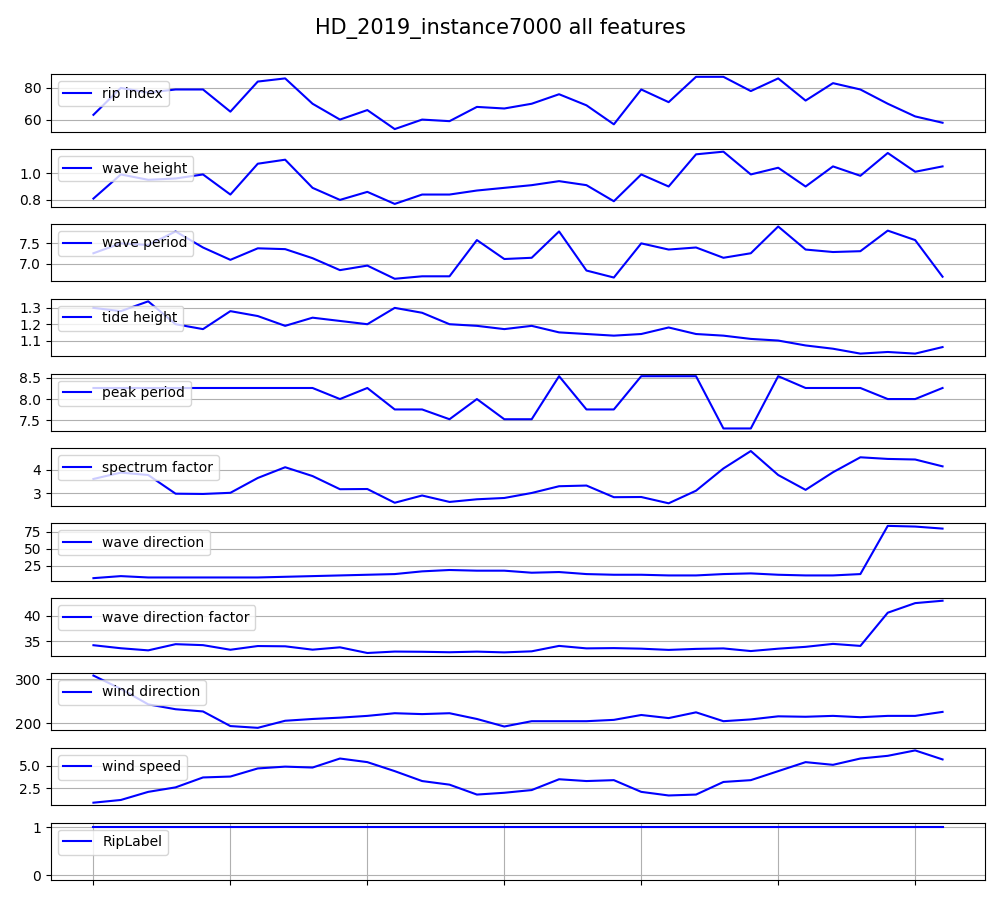 HD_2019_instance7000 all features
80
60
rip index
1.0
0.8
wave height
7.5
7.0
wave period
1.3
1.2
1.1
tide height
8.5
8.0
7.5
peak period
4
3
spectrum factor
75
50
25
wave direction
40
35
wave direction factor
300
200
wind direction
5.0
2.5
wind speed
1
0
RipLabel